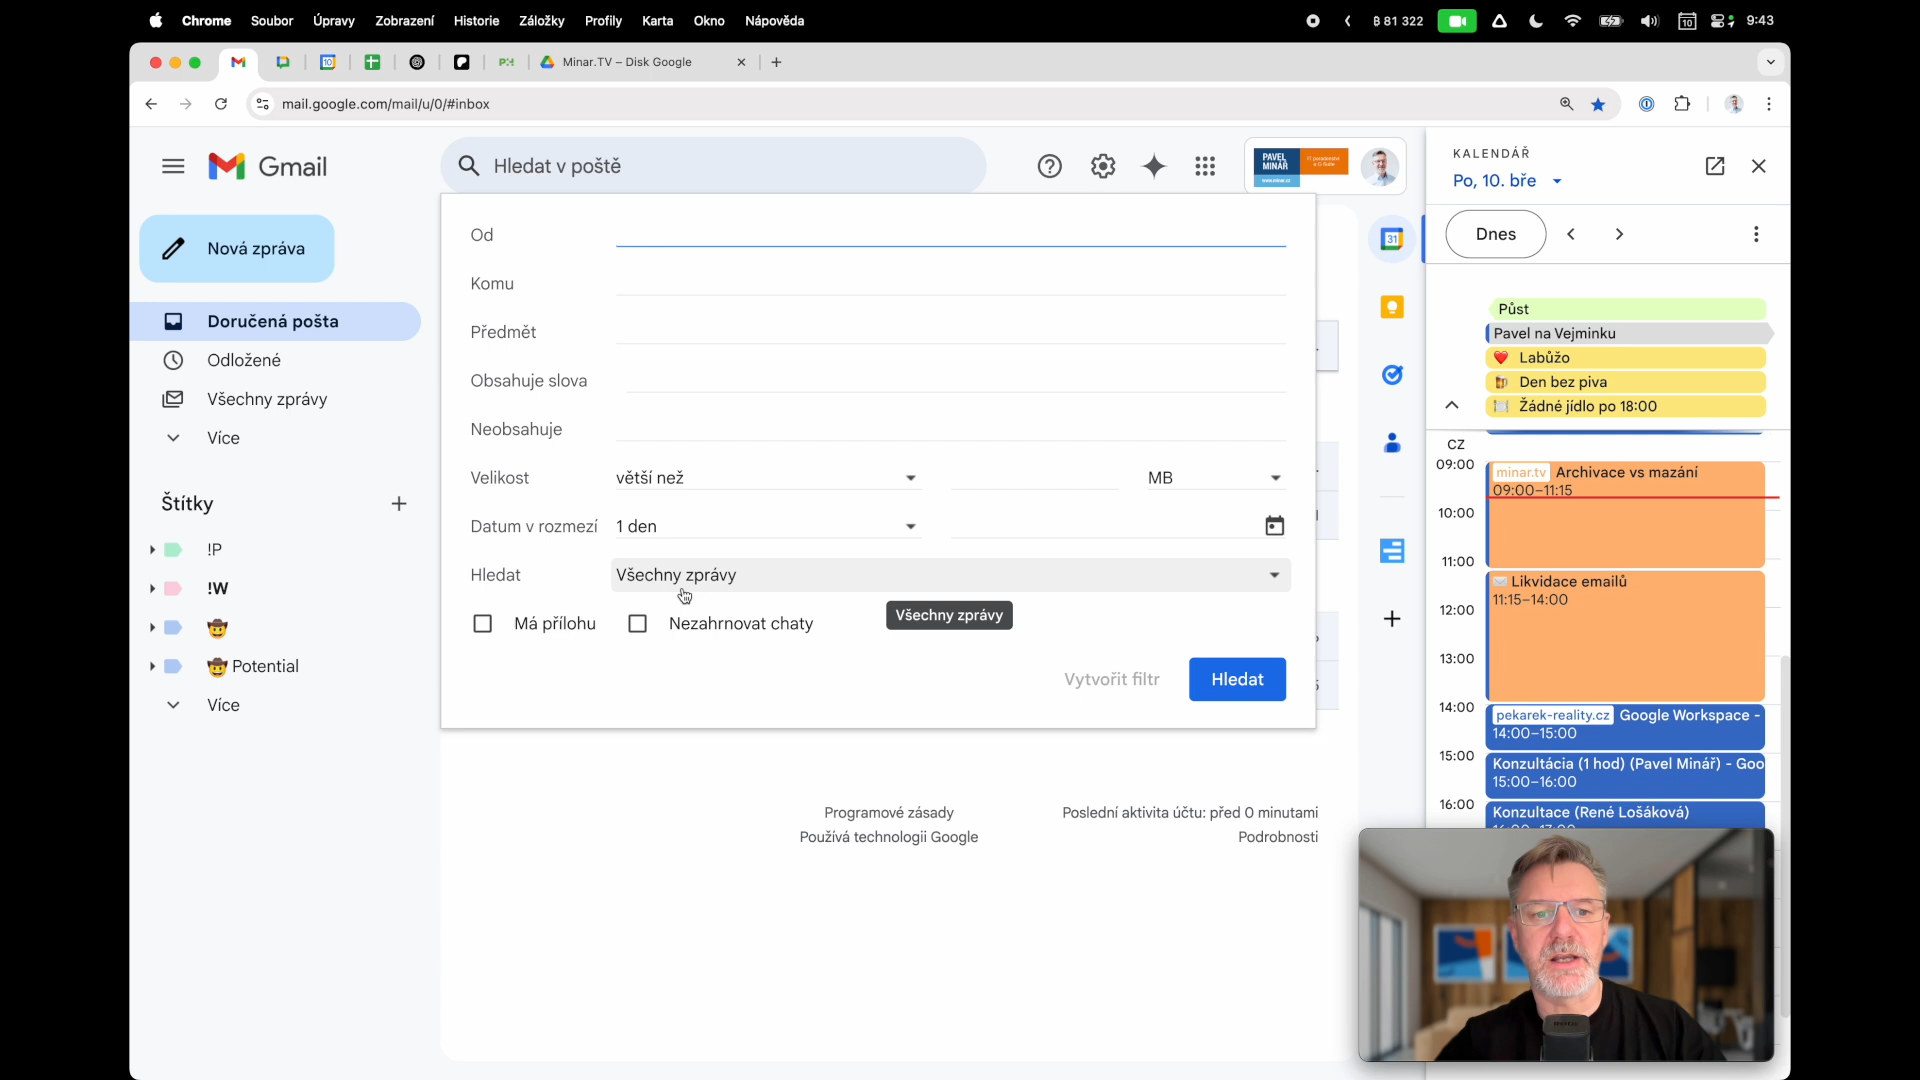 Chrome Soubor Úpravy Zobrazení Historie Záložky Profily Karta Okno Nápověda
฿ 81 322 10 9:43
Minar.TV – Disk Google
mail.google.com/mail/u/0/#inbox
Gmail
Hledat v poště
PAVEL MINÁŘ
www.minar.cz
KALENDÁŘ
Po, 10. bře
Nová zpráva
Dnes
Doručená pošta
Odložené
Všechny zprávy
Více
Štítky
!P
!W
Potential
Více
Od
Komu
Předmět
Obsahuje slova
Neobsahuje
Velikost větší než MB
Datum v rozmezí 1 den
Hledat Všechny zprávy
Má přílohu Nezahrnovat chaty
Všechny zprávy
Vytvořit filtr Hledat
Programové zásady
Používá technologii Google
Poslední aktivita účtu: před 0 minutami
Podrobnosti
31
Půst
Pavel na Vejminku
Labůžo
Den bez piva
Žádné jídlo po 18:00
CZ
09:00
minar.tv Archivace vs mazání
09:00–11:15
10:00
11:00
Likvidace emailů
11:15–14:00
12:00
13:00
14:00
pekarek-reality.cz Google Workspace -
14:00–15:00
15:00
Konzultácia (1 hod) (Pavel Minář) - Goo
15:00–16:00
16:00
Konzultace (René Lošáková)